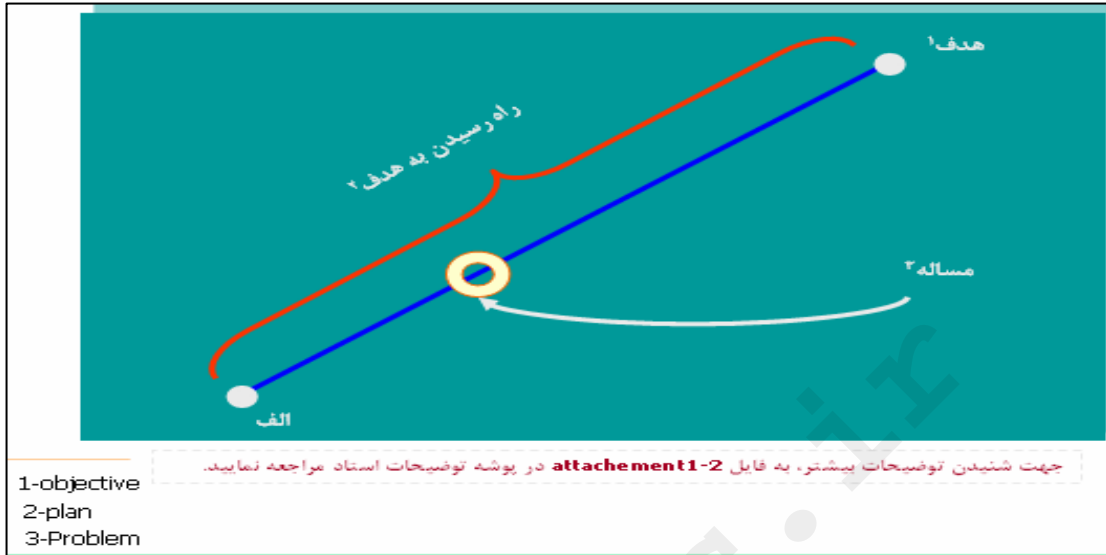 هدف۱
راه رسیدن به هدف۲
مساله۳
الف
جهت شنیدن توضیحات بیشتر، به فایل attachement1-2 در پوشه توضیحات استاد مراجعه نمایید.
1-objective
2-plan
3-Problem